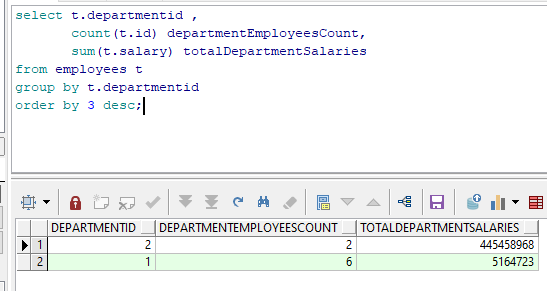 select t.departmentid ,
count(t.id) departmentEmployeesCount,
sum(t.salary) totalDepartmentSalaries
from employees t
group by t.departmentid
order by 3 desc;
DEPARTMENTID DEPARTMENTEMPLOYEESCOUNT TOTALDEPARTMENTSALARIES
1 2 2 445458968
2 1 6 5164723